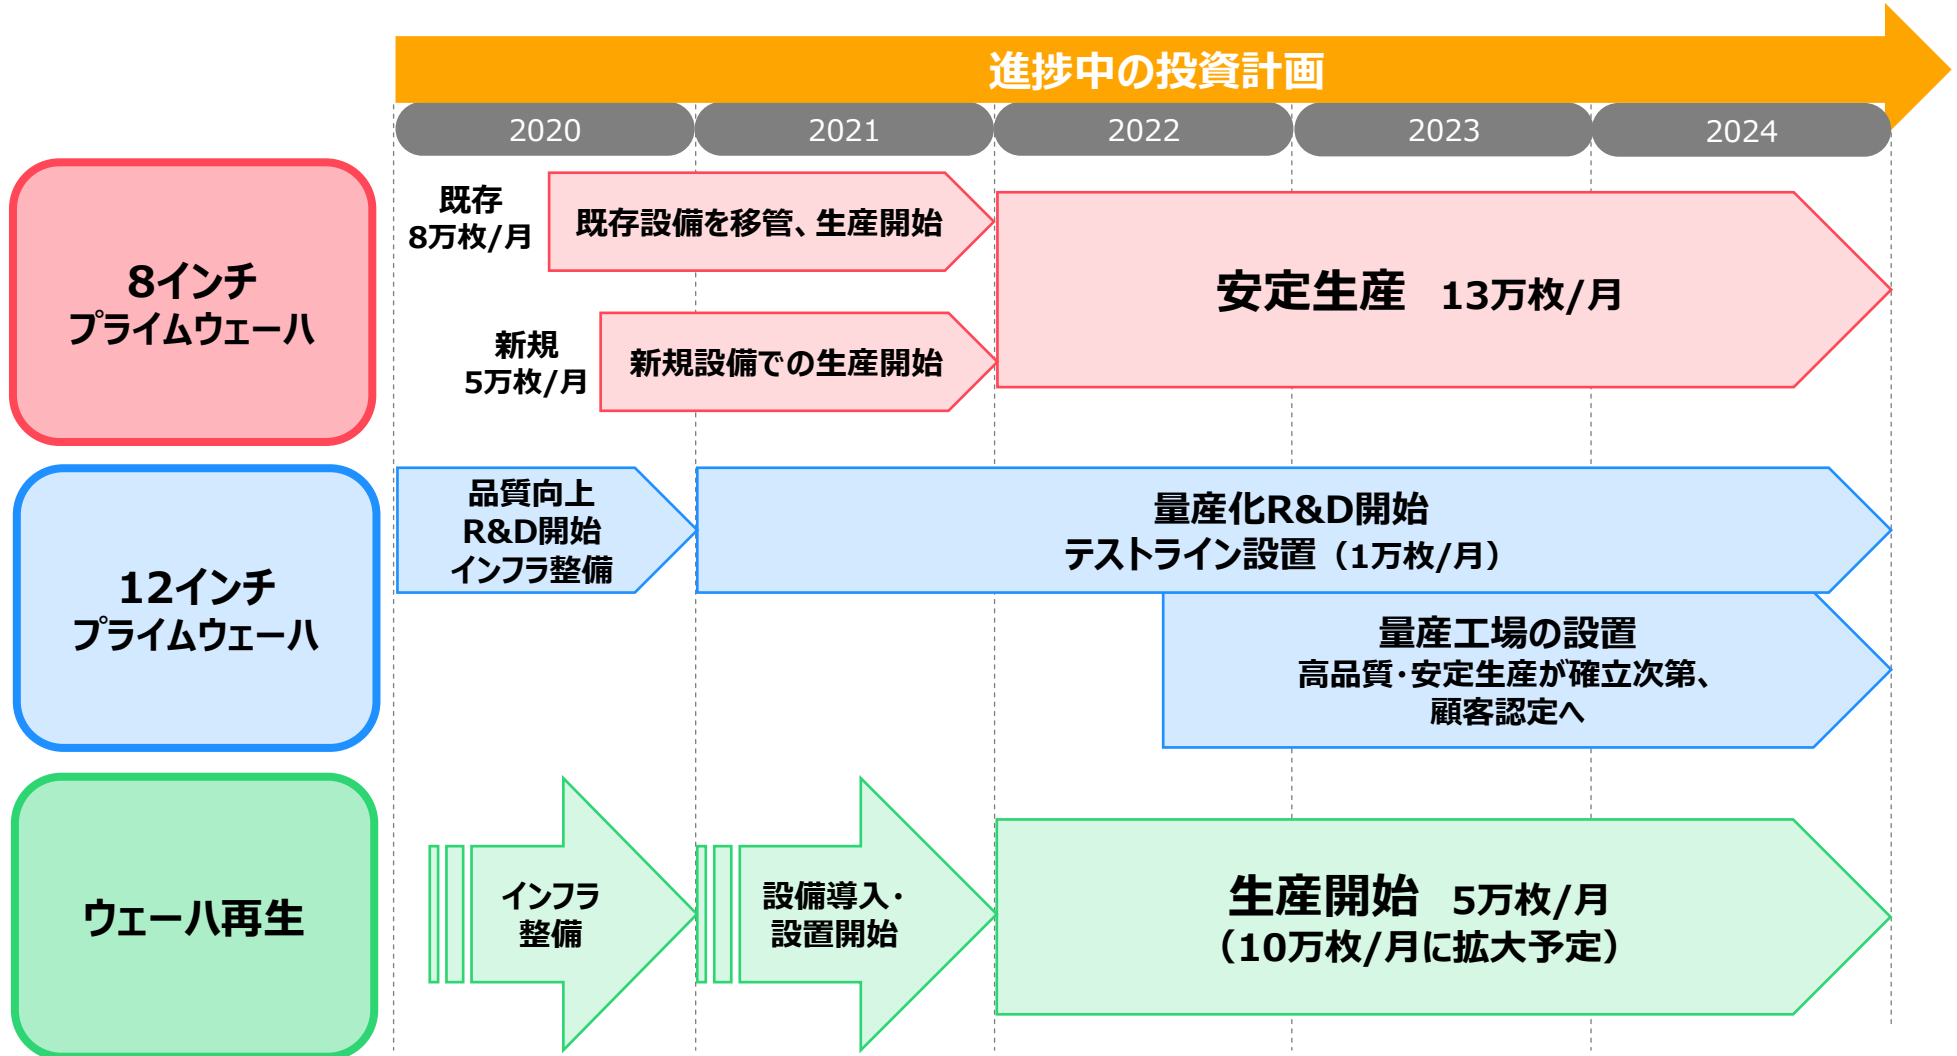 進捗中の投資計画
2020
2021
2022
2023
2024
8インチ
プライムウェーハ
既存
8万枚/月
既存設備を移管、生産開始
新規
5万枚/月
新規設備での生産開始
安定生産 13万枚/月
12インチ
プライムウェーハ
品質向上
R&D開始
インフラ整備
量産化R&D開始
テストライン設置（1万枚/月）
量産工場の設置
高品質・安定生産が確立次第、
顧客認定へ
ウェーハ再生
インフラ
整備
設備導入・
設置開始
生産開始 5万枚/月
（10万枚/月に拡大予定）